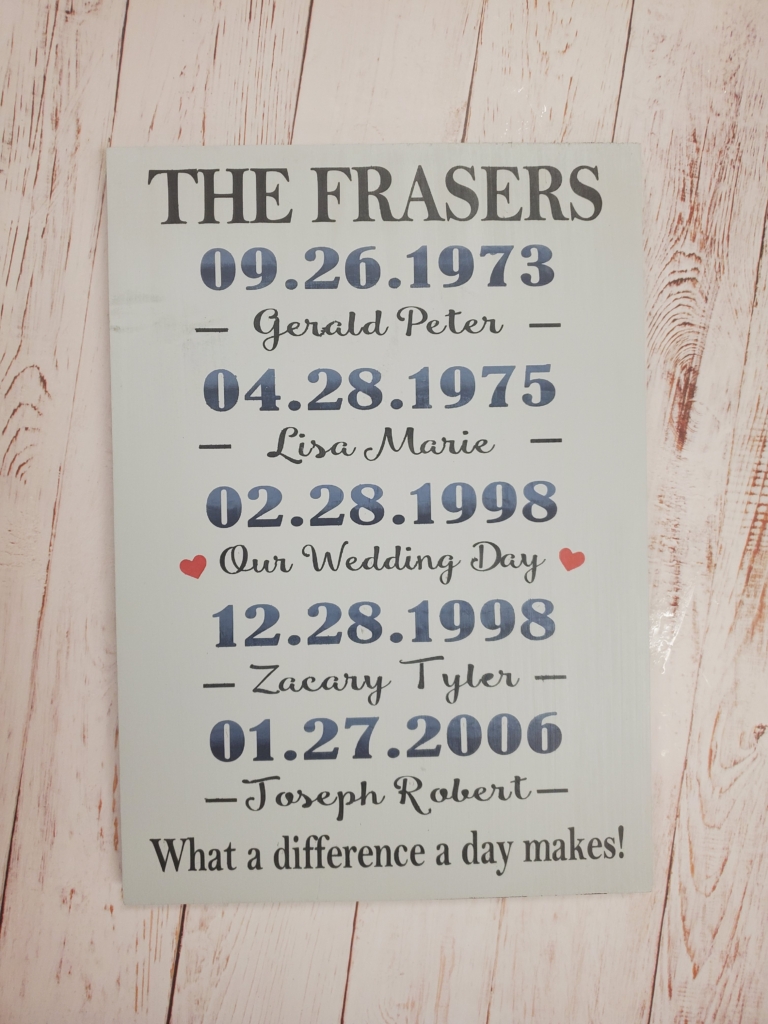 THE FRASERS
09.26.1973
— Gerald Peter —
04.28.1975
— Lisa Marie —
02.28.1998
♥ Our Wedding Day ♥
12.28.1998
— Zacary Tyler —
01.27.2006
— Joseph Robert —
What a difference a day makes!